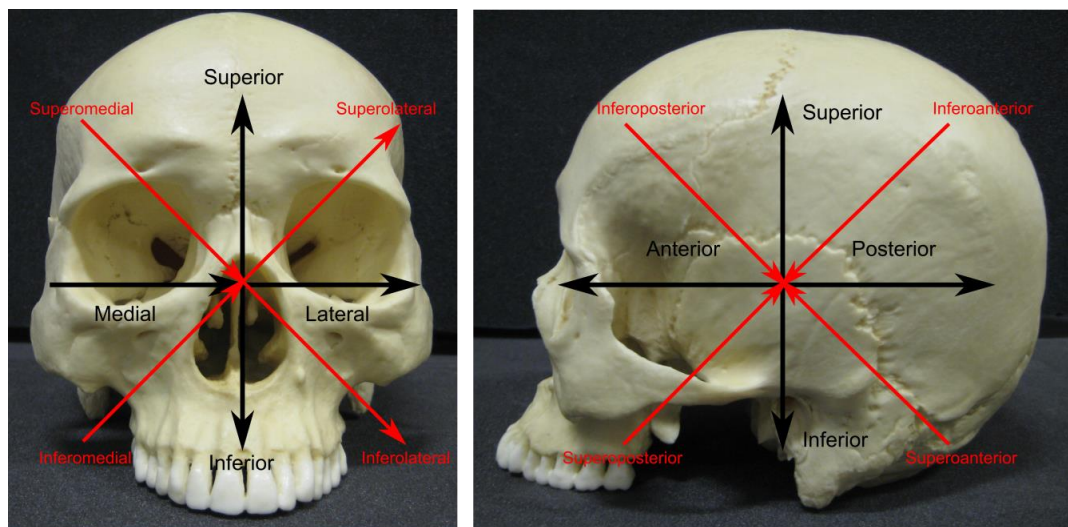 Superior
Superomedial
Superolateral
Medial
Lateral
Inferomedial
Inferior
Inferolateral
Inferoposterior
Superior
Inferoanterior
Anterior
Posterior
Inferior
Superoposterior
Superoanterior